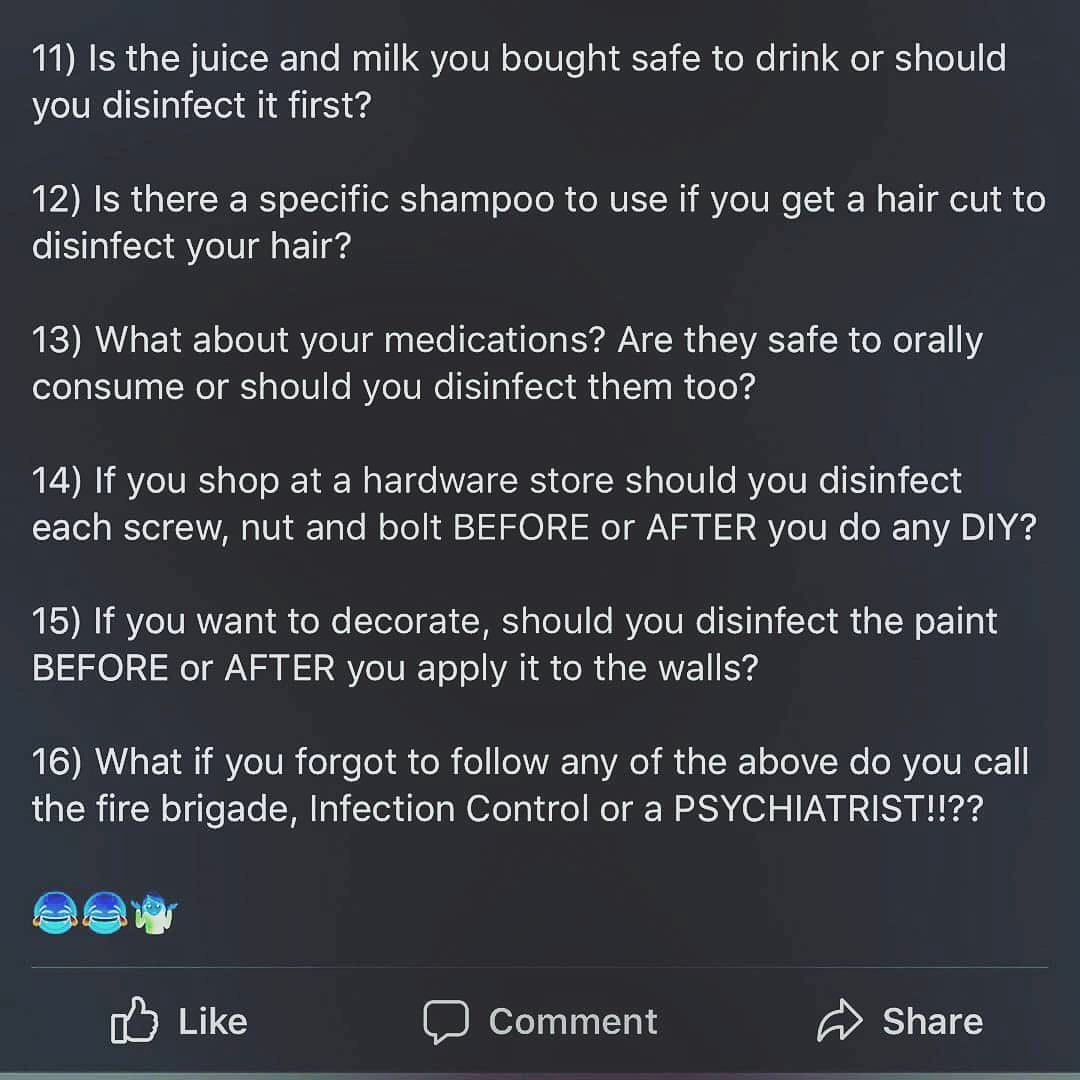 11) Is the juice and milk you bought safe to drink or should
you disinfect it first?
12) Is there a specific shampoo to use if you get a hair cut to
disinfect your hair?
13) What about your medications? Are they safe to orally
consume or should you disinfect them too?
14) If you shop at a hardware store should you disinfect
each screw, nut and bolt BEFORE or AFTER you do any DIY?
15) If you want to decorate, should you disinfect the paint
BEFORE or AFTER you apply it to the walls?
16) What if you forgot to follow any of the above do you call
the fire brigade, Infection Control or a PSYCHIATRIST!!??
😂😂🤷
Like Comment Share